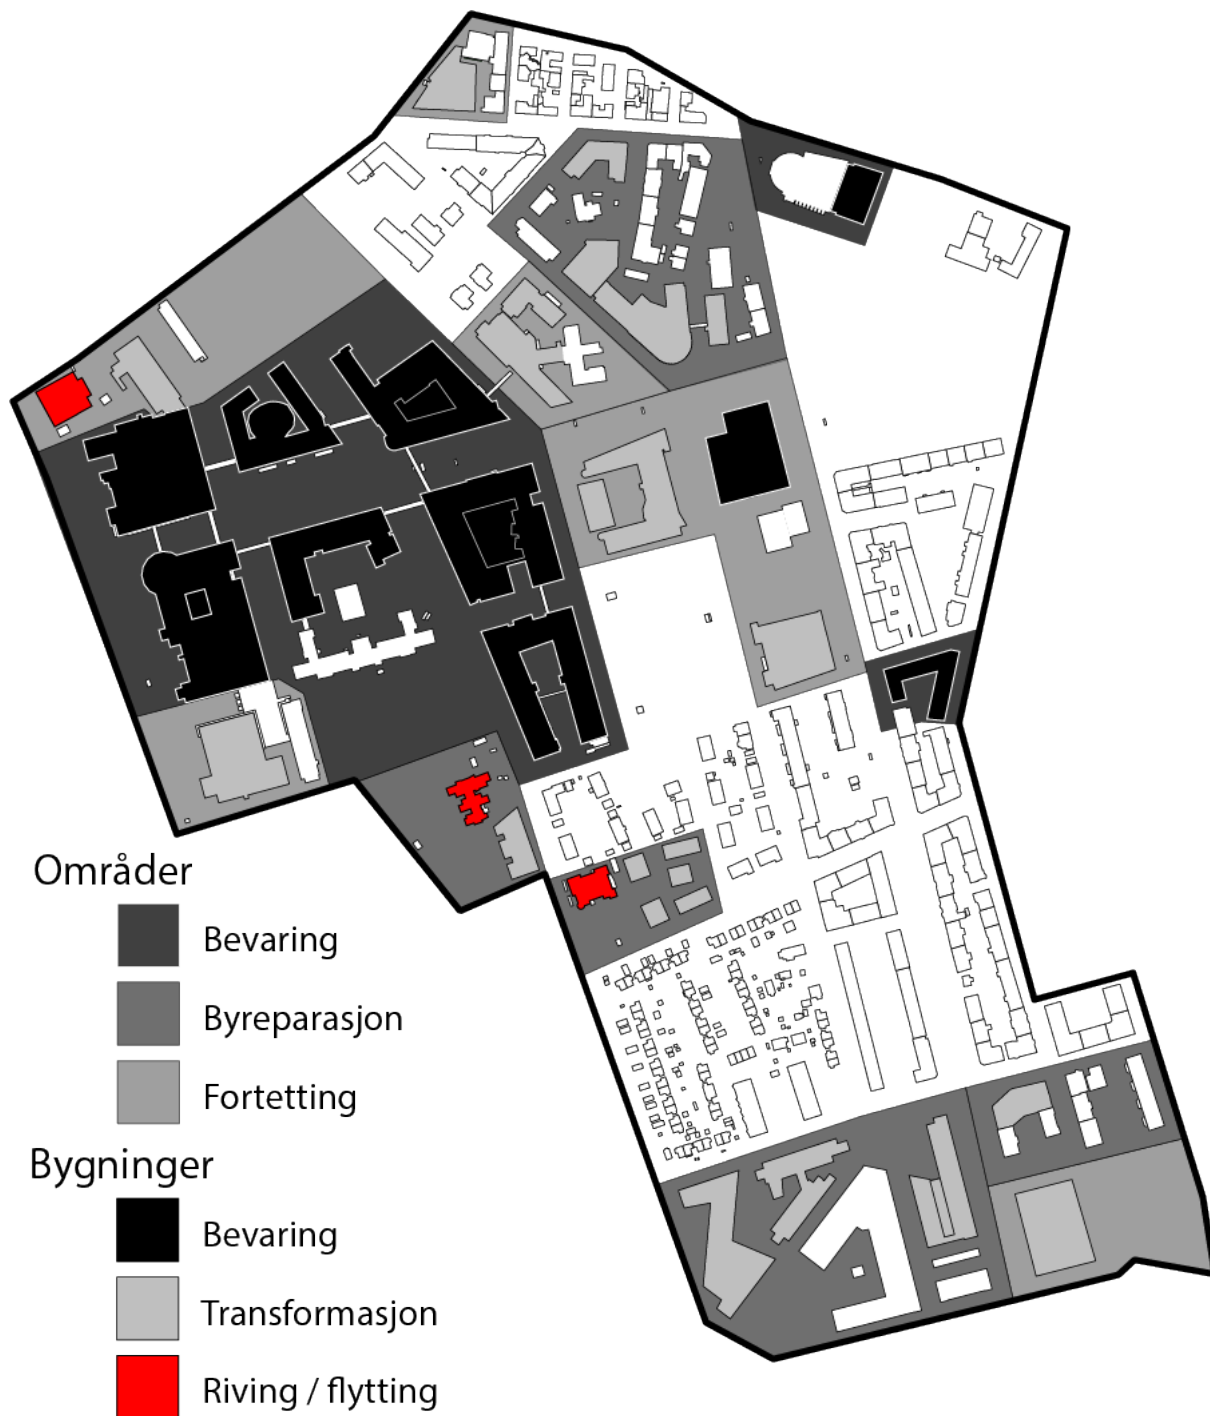 Områder
Bevaring
Byreparasjon
Fortetting
Bygninger
Bevaring
Transformasjon
Riving / flytting